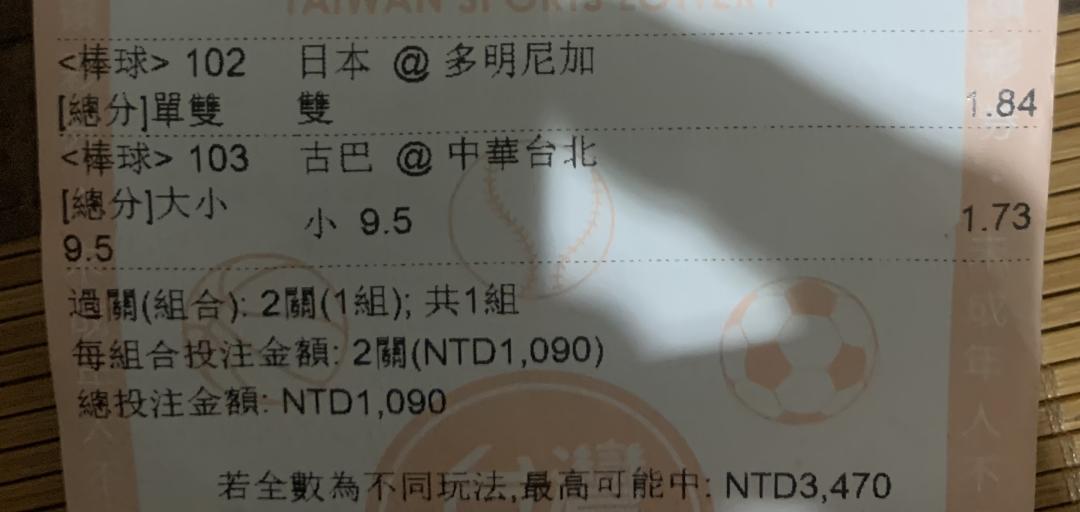 TAIWAN SPORTS LOTTERY
<棒球> 102 日本 @ 多明尼加
[總分]單雙 雙 1.84
<棒球> 103 古巴 @ 中華台北
[總分]大小 小 9.5 1.73
9.5
過關(組合): 2關(1組); 共1組
每組合投注金額: 2關(NTD1,090)
總投注金額: NTD1,090
若全數為不同玩法,最高可能中: NTD3,470